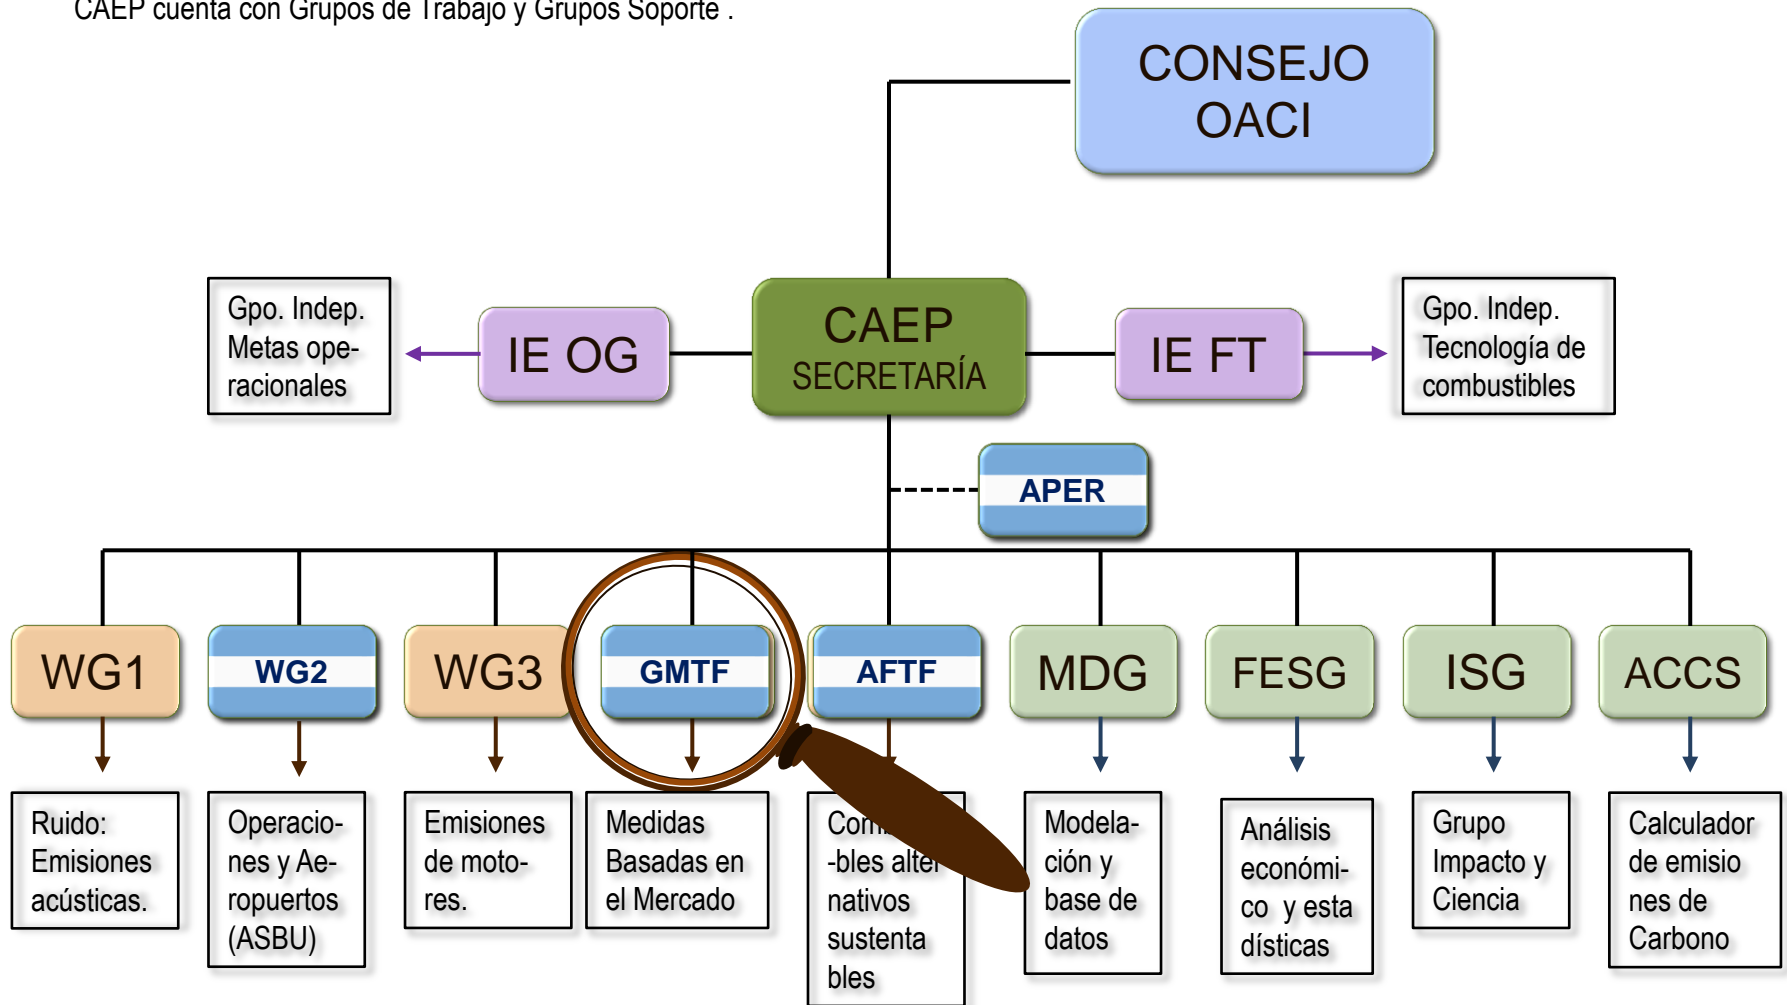 CAEP cuenta con Grupos de Trabajo y Grupos Soporte .
CONSEJO
OACI
Gpo. Indep.
Metas ope-
racionales
IE OG
CAEP
SECRETARÍA
IE FT
Gpo. Indep.
Tecnología de
combustibles
APER
WG1
WG2
WG3
GMTF
AFTF
MDG
FESG
ISG
ACCS
Ruido:
Emisiones
acústicas.
Operacio-
nes y Ae-
ropuertos
(ASBU)
Emisiones
de moto-
res.
Medidas
Basadas en
el Mercado
-bles alter
nativos
sustenta
bles
Modela-
ción y
base de
datos
Análisis
económi-
co y esta
dísticas
Grupo
Impacto y
Ciencia
Calculador
de emisio
nes de
Carbono